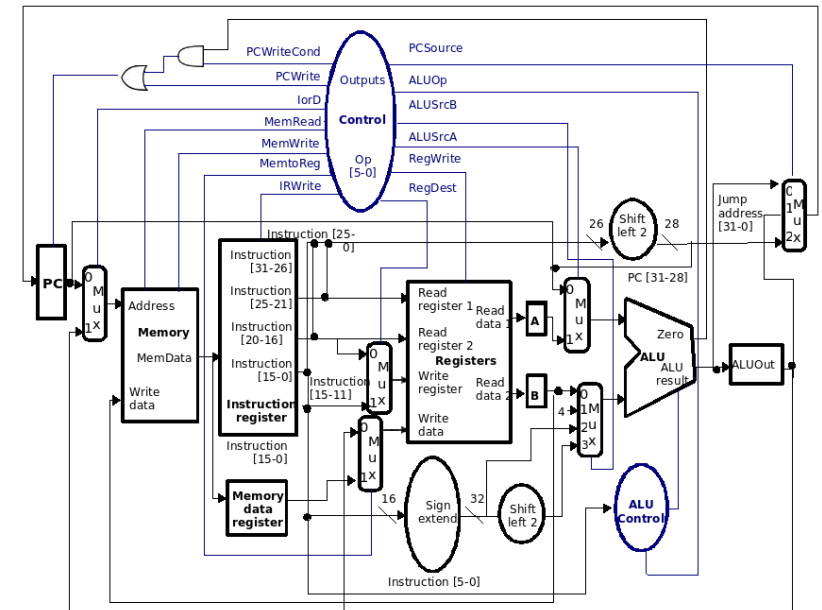 PCWriteCond
PCWrite
IorD
MemRead
MemWrite
MemtoReg
IRWrite
Outputs
Control
Op
[5-0]
PCSource
ALUOp
ALUSrcB
ALUSrcA
RegWrite
RegDest
Instruction [25-
0]
26
Shift
left 2
28
Jump
address
[31-0]
0
1
2
M
u
x
PC [31-28]
PC
0
M
u
1
x
Address
Memory
MemData
Write
data
Instruction
[31-26]
Instruction
[25-21]
Instruction
[20-16]
Instruction
[15-0]
Instruction
register
Instruction
[15-0]
Instruction
[15-11]
Memory
data
register
0
M
u
1
x
0
M
u
1
x
Read
register 1
Read
register 2
Registers
Write
register
Write
data
Read
data 1
Read
data 2
A
B
0
M
u
1
x
4
0
1
2
3
M
u
x
Zero
ALU
ALU
result
ALUOut
16
Sign
extend
32
Shift
left 2
ALU
Control
Instruction [5-0]